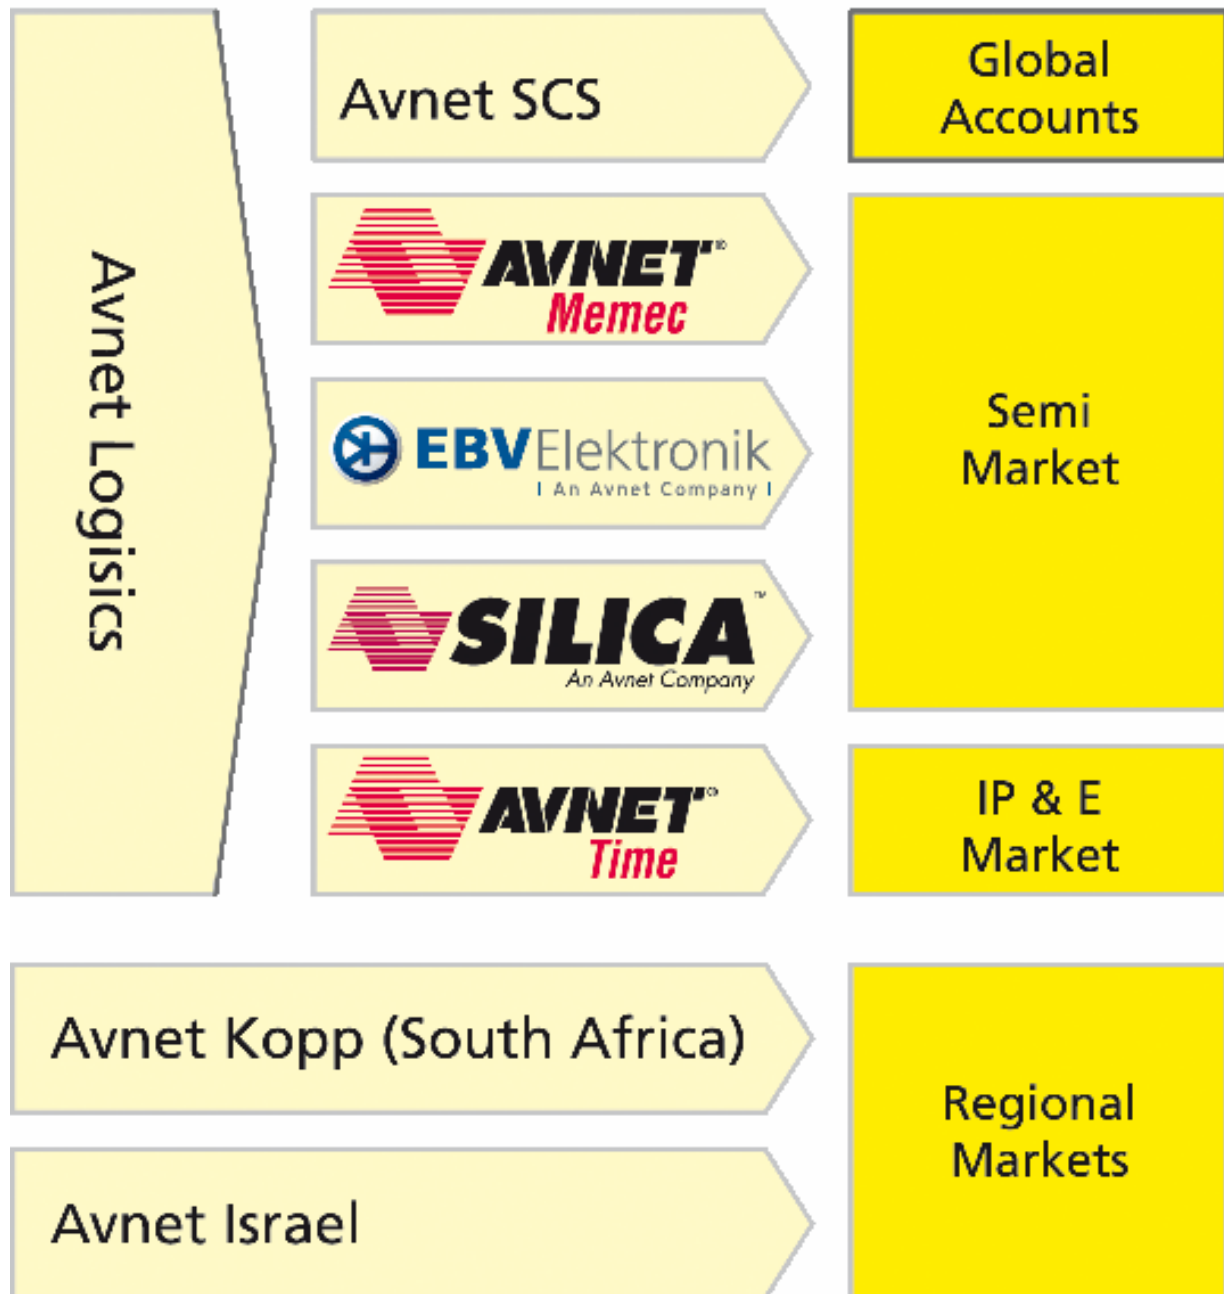 Avnet Logisics
Avnet SCS
Global
Accounts
AVNET®
Memec
EBVElektronik
| An Avnet Company |
SILICA™
An Avnet Company
Semi
Market
AVNET®
Time
IP & E
Market
Avnet Kopp (South Africa)
Avnet Israel
Regional
Markets